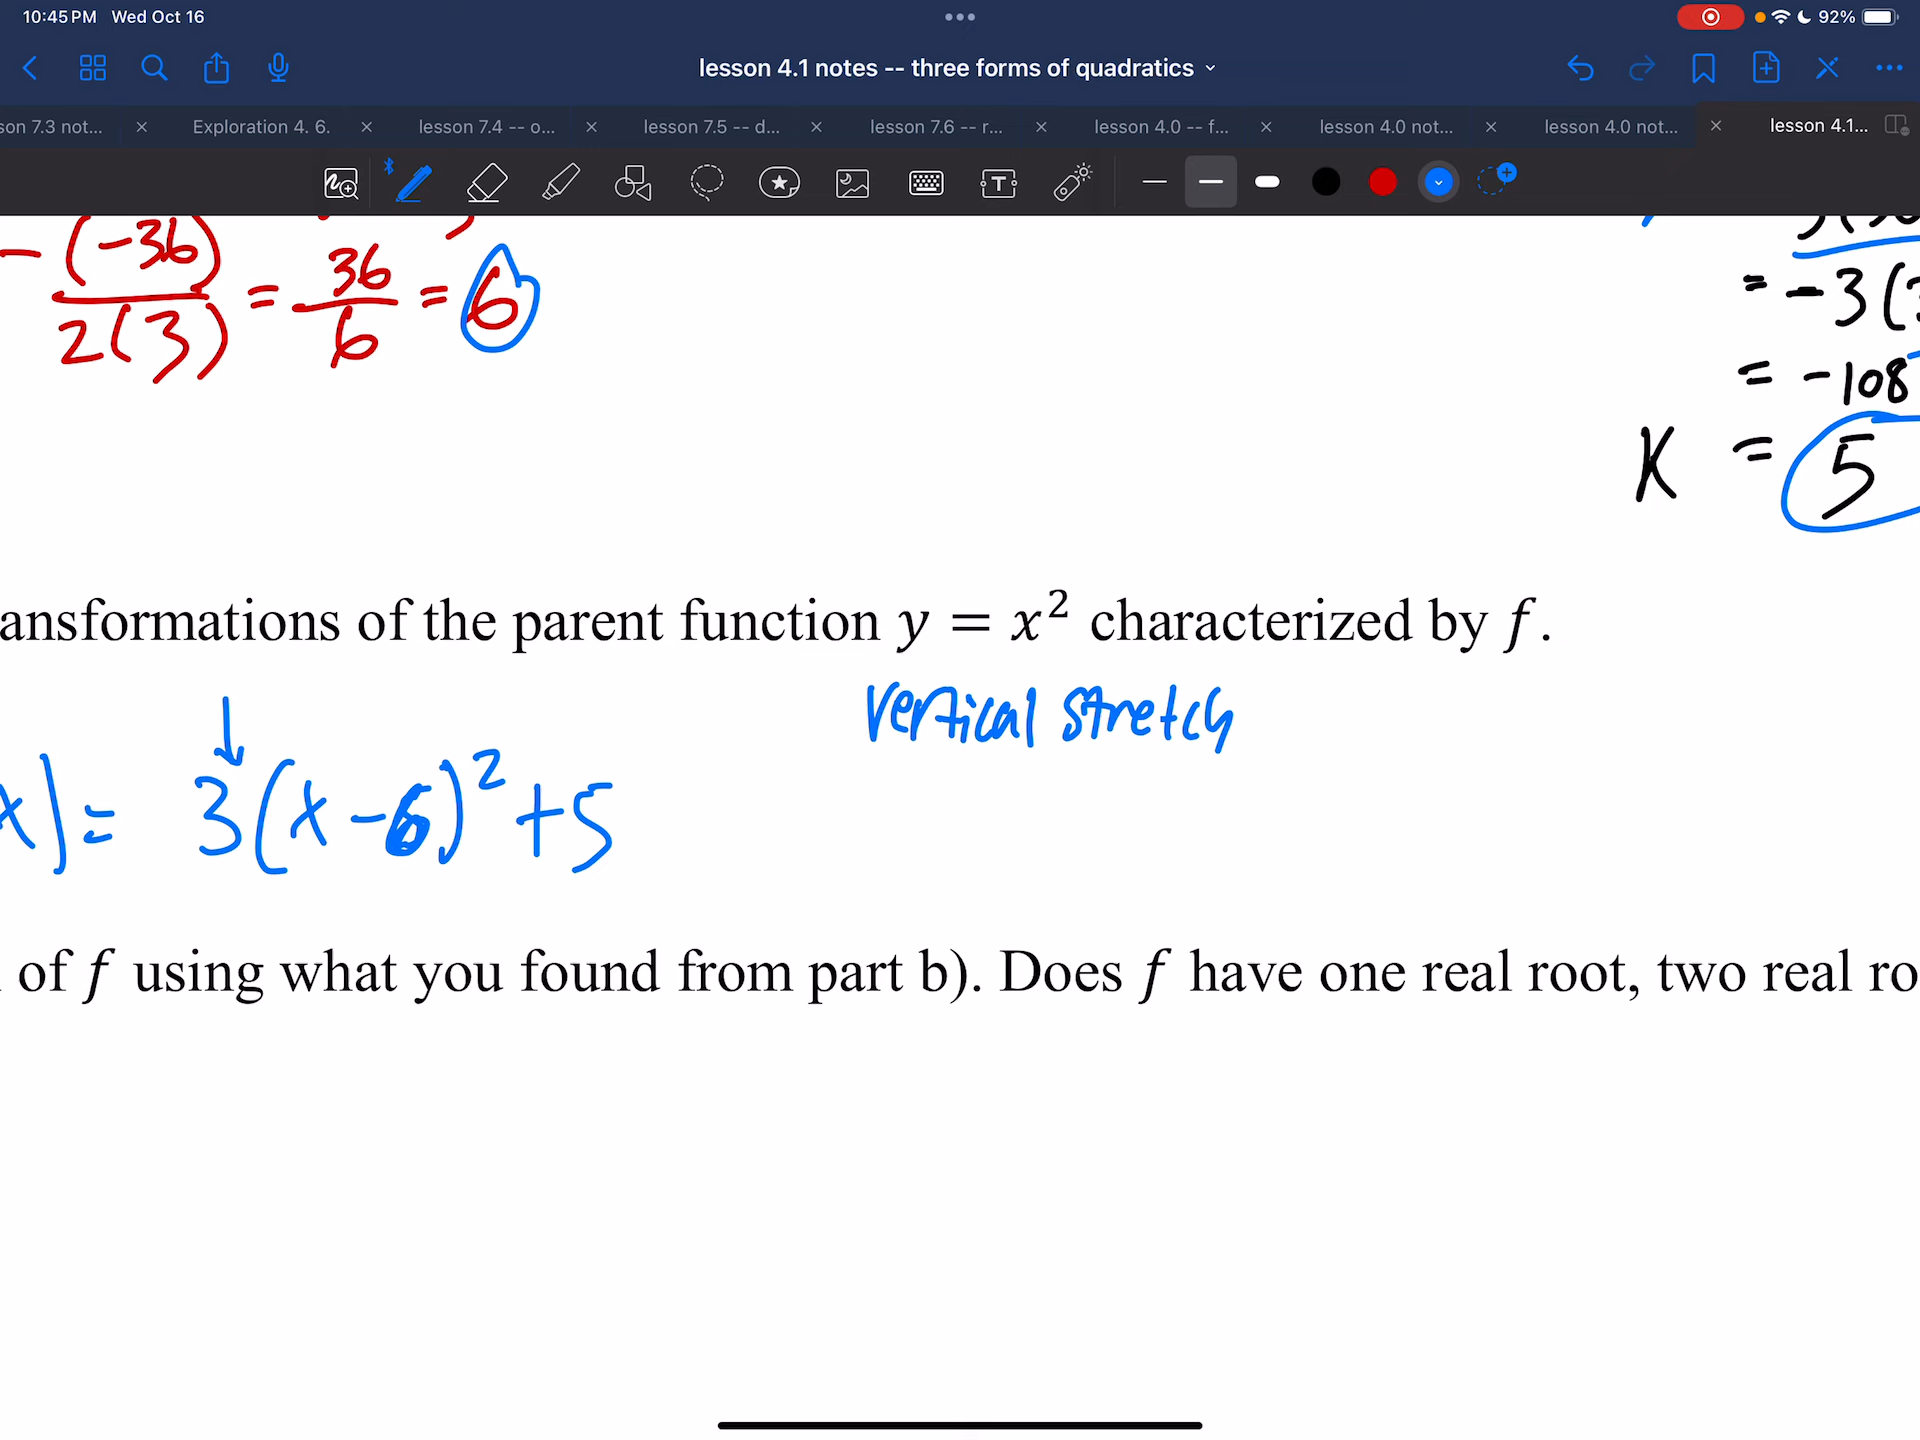 10:45 PM Wed Oct 16
92%
lesson 4.1 notes -- three forms of quadratics
son 7.3 not... Exploration 4. 6. lesson 7.4 -- o... lesson 7.5 -- d... lesson 7.6 -- r... lesson 4.0 -- f... lesson 4.0 not... lesson 4.0 not... lesson 4.1...
-(-36)/2(3) = 36/6 = 6
= -3(3
= -108
K = 5
ansformations of the parent function y = x² characterized by f.
vertical stretch
x) = 3(x-6)² +5
of f using what you found from part b). Does f have one real root, two real ro